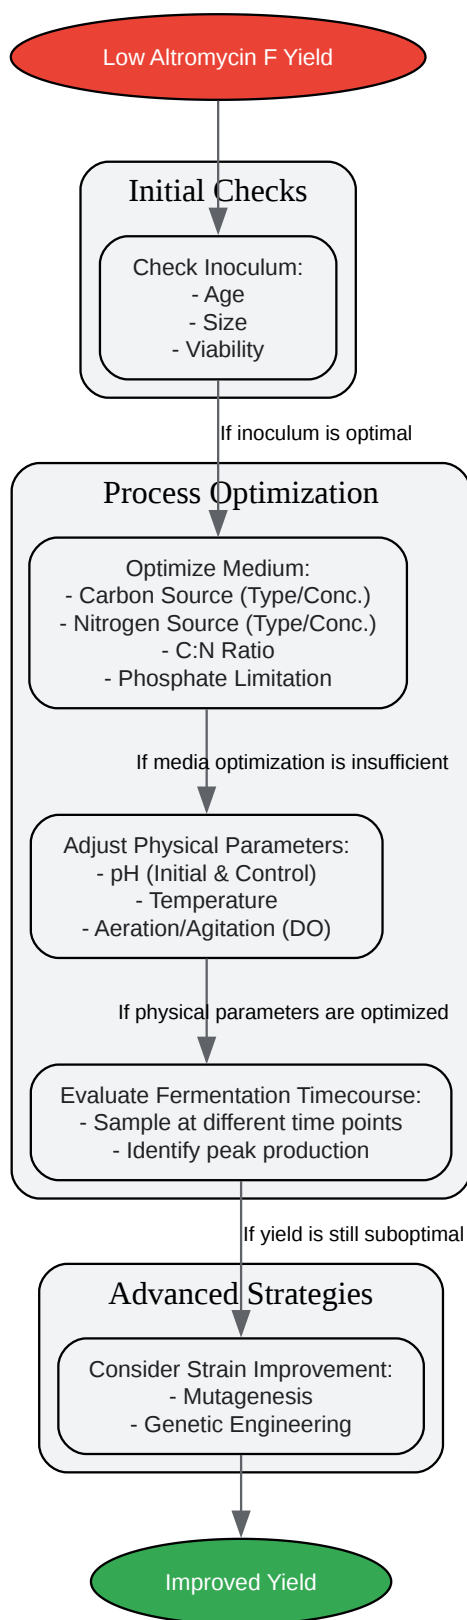 Low Altromycin F Yield
Initial Checks
Check Inoculum:
- Age
- Size
- Viability
If inoculum is optimal
Process Optimization
Optimize Medium:
- Carbon Source (Type/Conc.)
- Nitrogen Source (Type/Conc.)
- C:N Ratio
- Phosphate Limitation
If media optimization is insufficient
Adjust Physical Parameters:
- pH (Initial & Control)
- Temperature
- Aeration/Agitation (DO)
If physical parameters are optimized
Evaluate Fermentation Timecourse:
- Sample at different time points
- Identify peak production
If yield is still suboptimal
Advanced Strategies
Consider Strain Improvement:
- Mutagenesis
- Genetic Engineering
Improved Yield